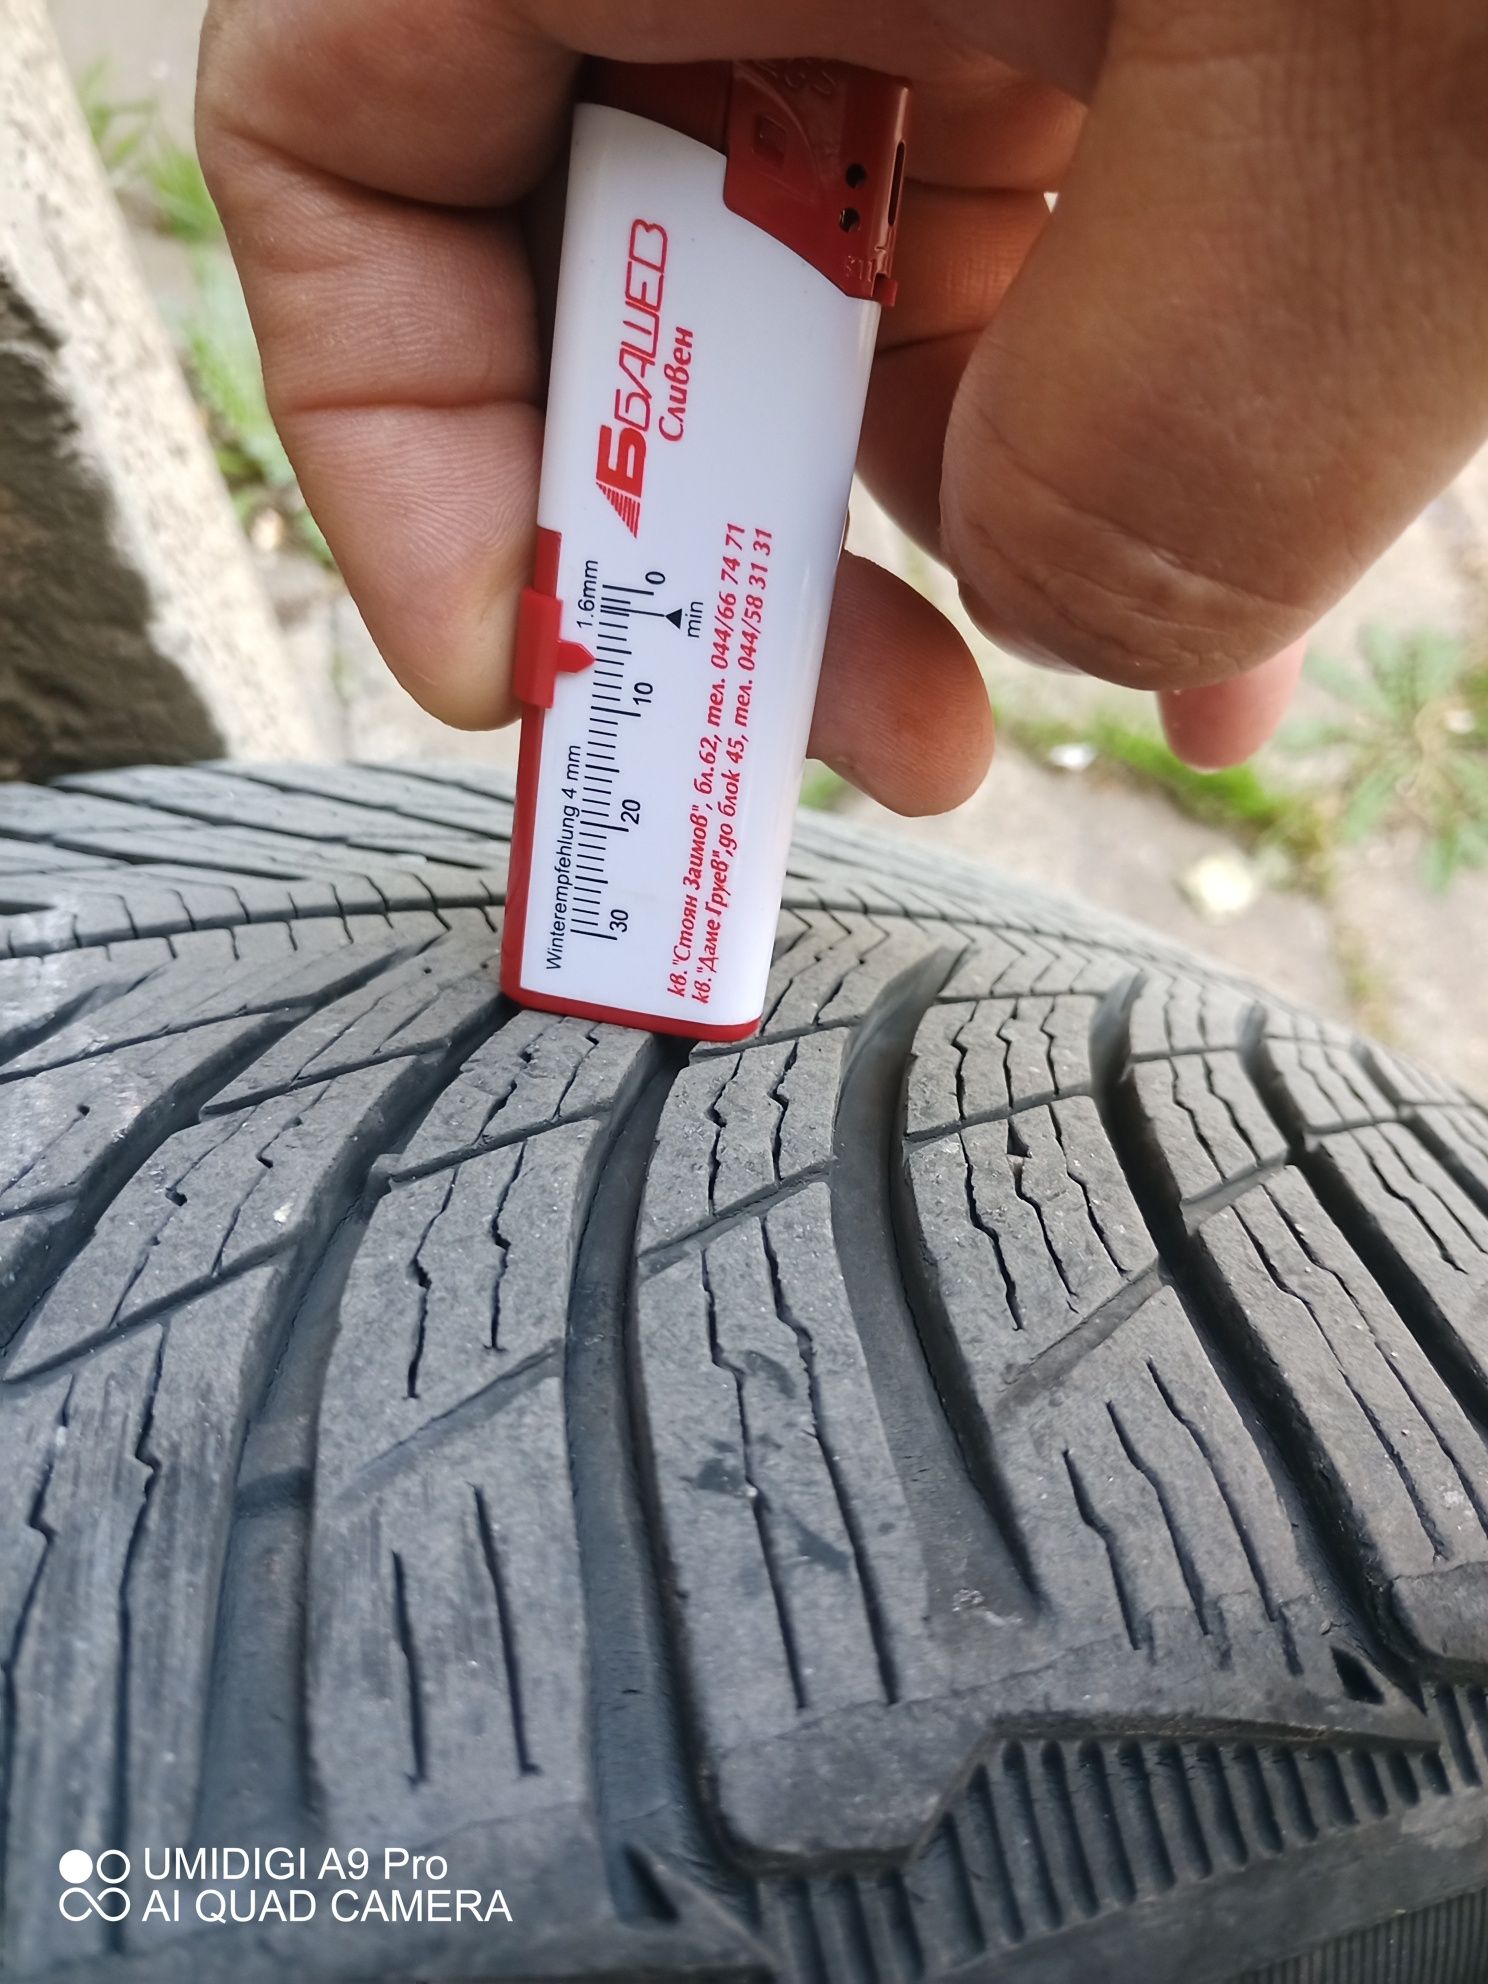 ББАШЕВ
Сливен
1.6mm
0
min
10
20
30
Winterempfehlung 4 mm
кв."Стоян Заимов", бл.62, тел. 044/66 74 71
кв."Даме Груев",до блок 45, тел. 044/58 31 31
UMIDIGI A9 Pro
AI QUAD CAMERA